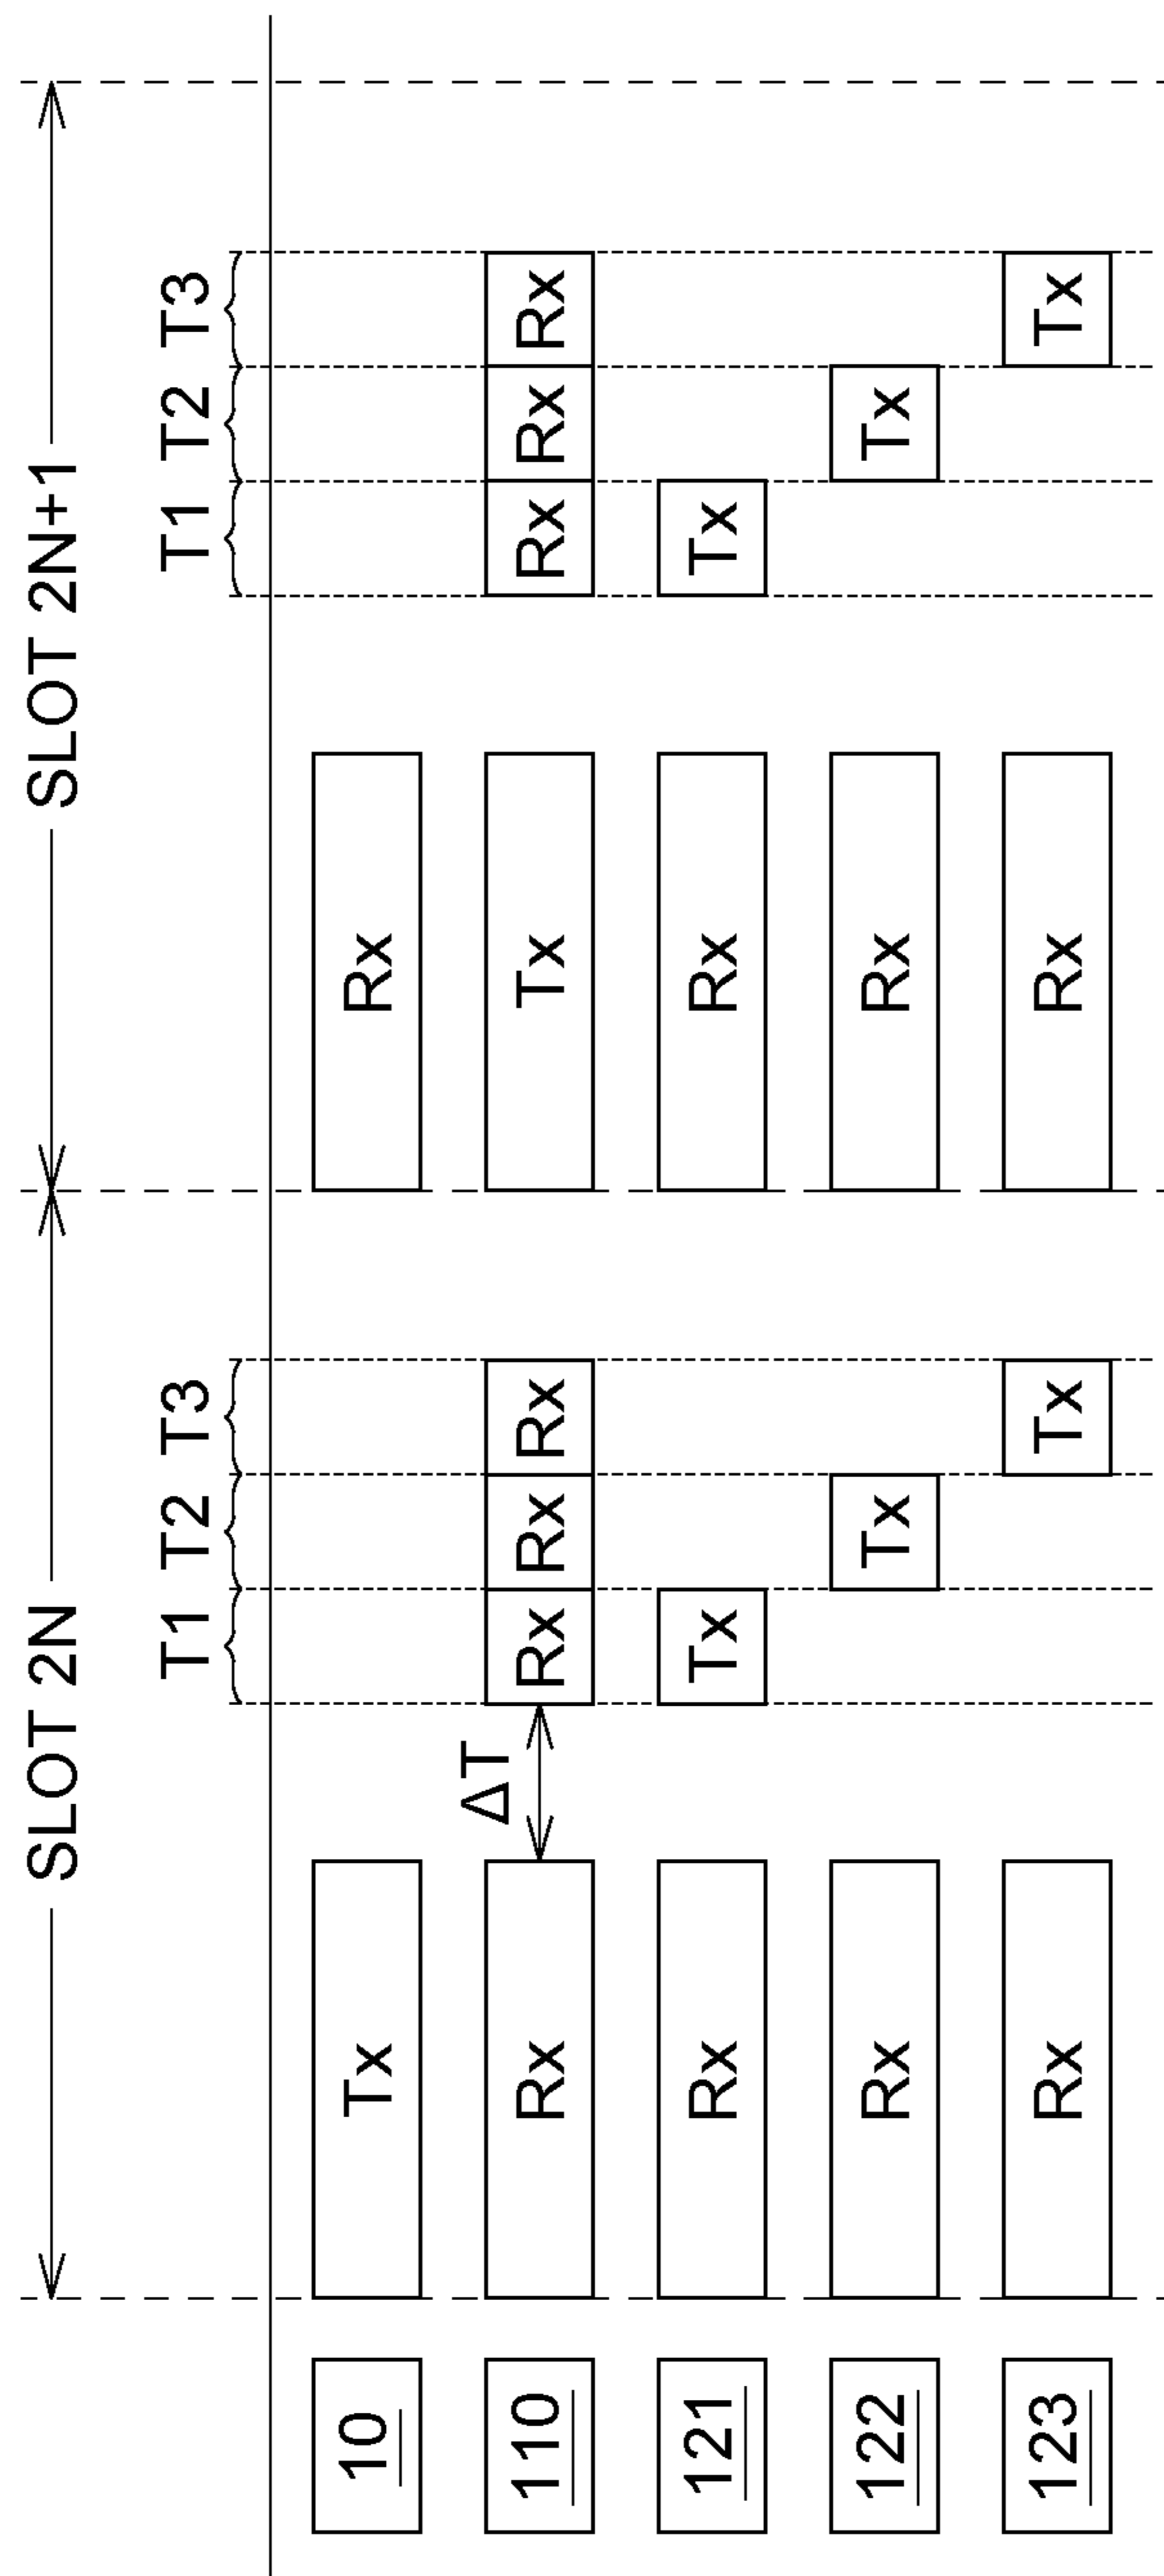 SLOT 2N SLOT 2N+1
T1 T2 T3 T1 T2 T3
10 Tx Rx
ΔT
110 Rx Rx Rx Rx Tx Rx Rx Rx
121 Rx Tx Rx Tx
122 Rx Tx Rx Tx
123 Rx Tx Rx Tx